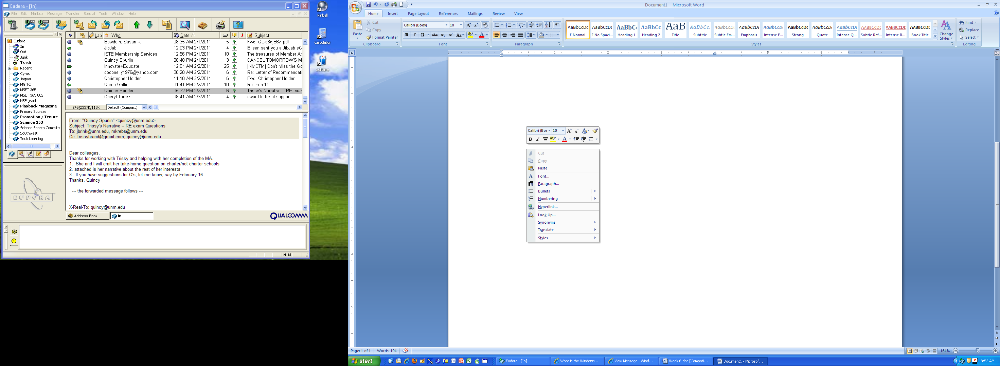 Eudora - [In]
File Edit Mailbox Message Transfer Special Tools Window Help
Lab Who Date Subject
Bowdoin, Susan K 08:35 AM 2/1/2011 5 Fwd: QL-q3qjE6vi.pdf
JibJab 12:03 PM 2/1/2011 4 Eileen sent you a JibJab eC
ISTE Membership Services 12:56 PM 2/1/2011 10 The treasures of Member Ap
Quincy Spurlin 08:40 PM 2/1/2011 3 CANCEL TOMORROW'S M
Innovate+Educate 12:04 AM 2/2/2011 25 [NMCTM] Don't Miss the Go
coconelly1979@yahoo.com 06:28 AM 2/2/2011 6 Re: Letter of Recommendati
Christopher Holden 11:10 AM 2/2/2011 6 Fwd: Christopher Holden
Carrie Griffin 01:41 PM 2/2/2011 10 Re: Feb 11
Quincy Spurlin 05:32 PM 2/2/2011 6 Trissy's Narrative -- RE exar
Cheryl Torrez 08:41 AM 2/3/2011 4 award letter of support
245/2337K/113K Default (Compact)
Eudora
In
Out
Junk
Trash
Recent
Cyrus
Jaguar
MG TC
MSET 365
MSET 365 002
NSF grant
Playback Magazine
Primary Sources
Promotion / Tenure
Science 353
Science Search Committe
Southwest
Tech Learning
EUDORA
From: "Quincy Spurlin" <quincy@unm.edu>
Subject: Trissy's Narrative -- RE exam Questions
To: jbrink@unm.edu, mkrebs@unm.edu
Cc: trissybrand@gmail.com, quincy@unm.edu
Dear colleages,
Thanks for working with Trissy and helping with her completion of the MA.
1. She and I will craft her take-home question on charter/not charter schools
2. attached is her narrative about the rest of her interests
3. If you have suggestions for Q's, let me know, say by February 16.
Thanks, Quincy
--- the forwarded message follows ---
X-Real-To: quincy@unm.edu
Address Book In QUALCOMM
NUM
Pinball
Calculator
Solitaire
Document1 - Microsoft Word
Home Insert Page Layout References Mailings Review View
Paste
Cut
Copy
Format Painter
Clipboard
Calibri (Body) 10
Font
Paragraph
AaBbCcDc AaBbCcDc AaBbC AaBbCc AaB AaBbCc. AaBbCcDc AaBbCcDc AaBbCcDc AaBbCcDc AaBbCcDc AaBbCcDc AABBCCDE AABBCCDE AABBCCDE
¶ Normal ¶ No Spaci... Heading 1 Heading 2 Title Subtitle Subtle Em... Emphasis Intense E... Strong Quote Intense Q... Subtle Ref... Intense R... Book Title
Change Styles
Styles
Find
Replace
Select
Editing
1 1 2 3 4 5 6 7
3
4
5
6
7
Calibri (Boc 10
Cut
Copy
Paste
Font...
Paragraph...
Bullets
Numbering
Hyperlink...
Look Up...
Synonyms
Translate
Styles
Page: 1 of 1 Words: 104 164%
start Eudora - [In] What is the Windows ... View Message - Wind... Week 6.doc [Compati... Document1 - Microsof... 8:52 AM